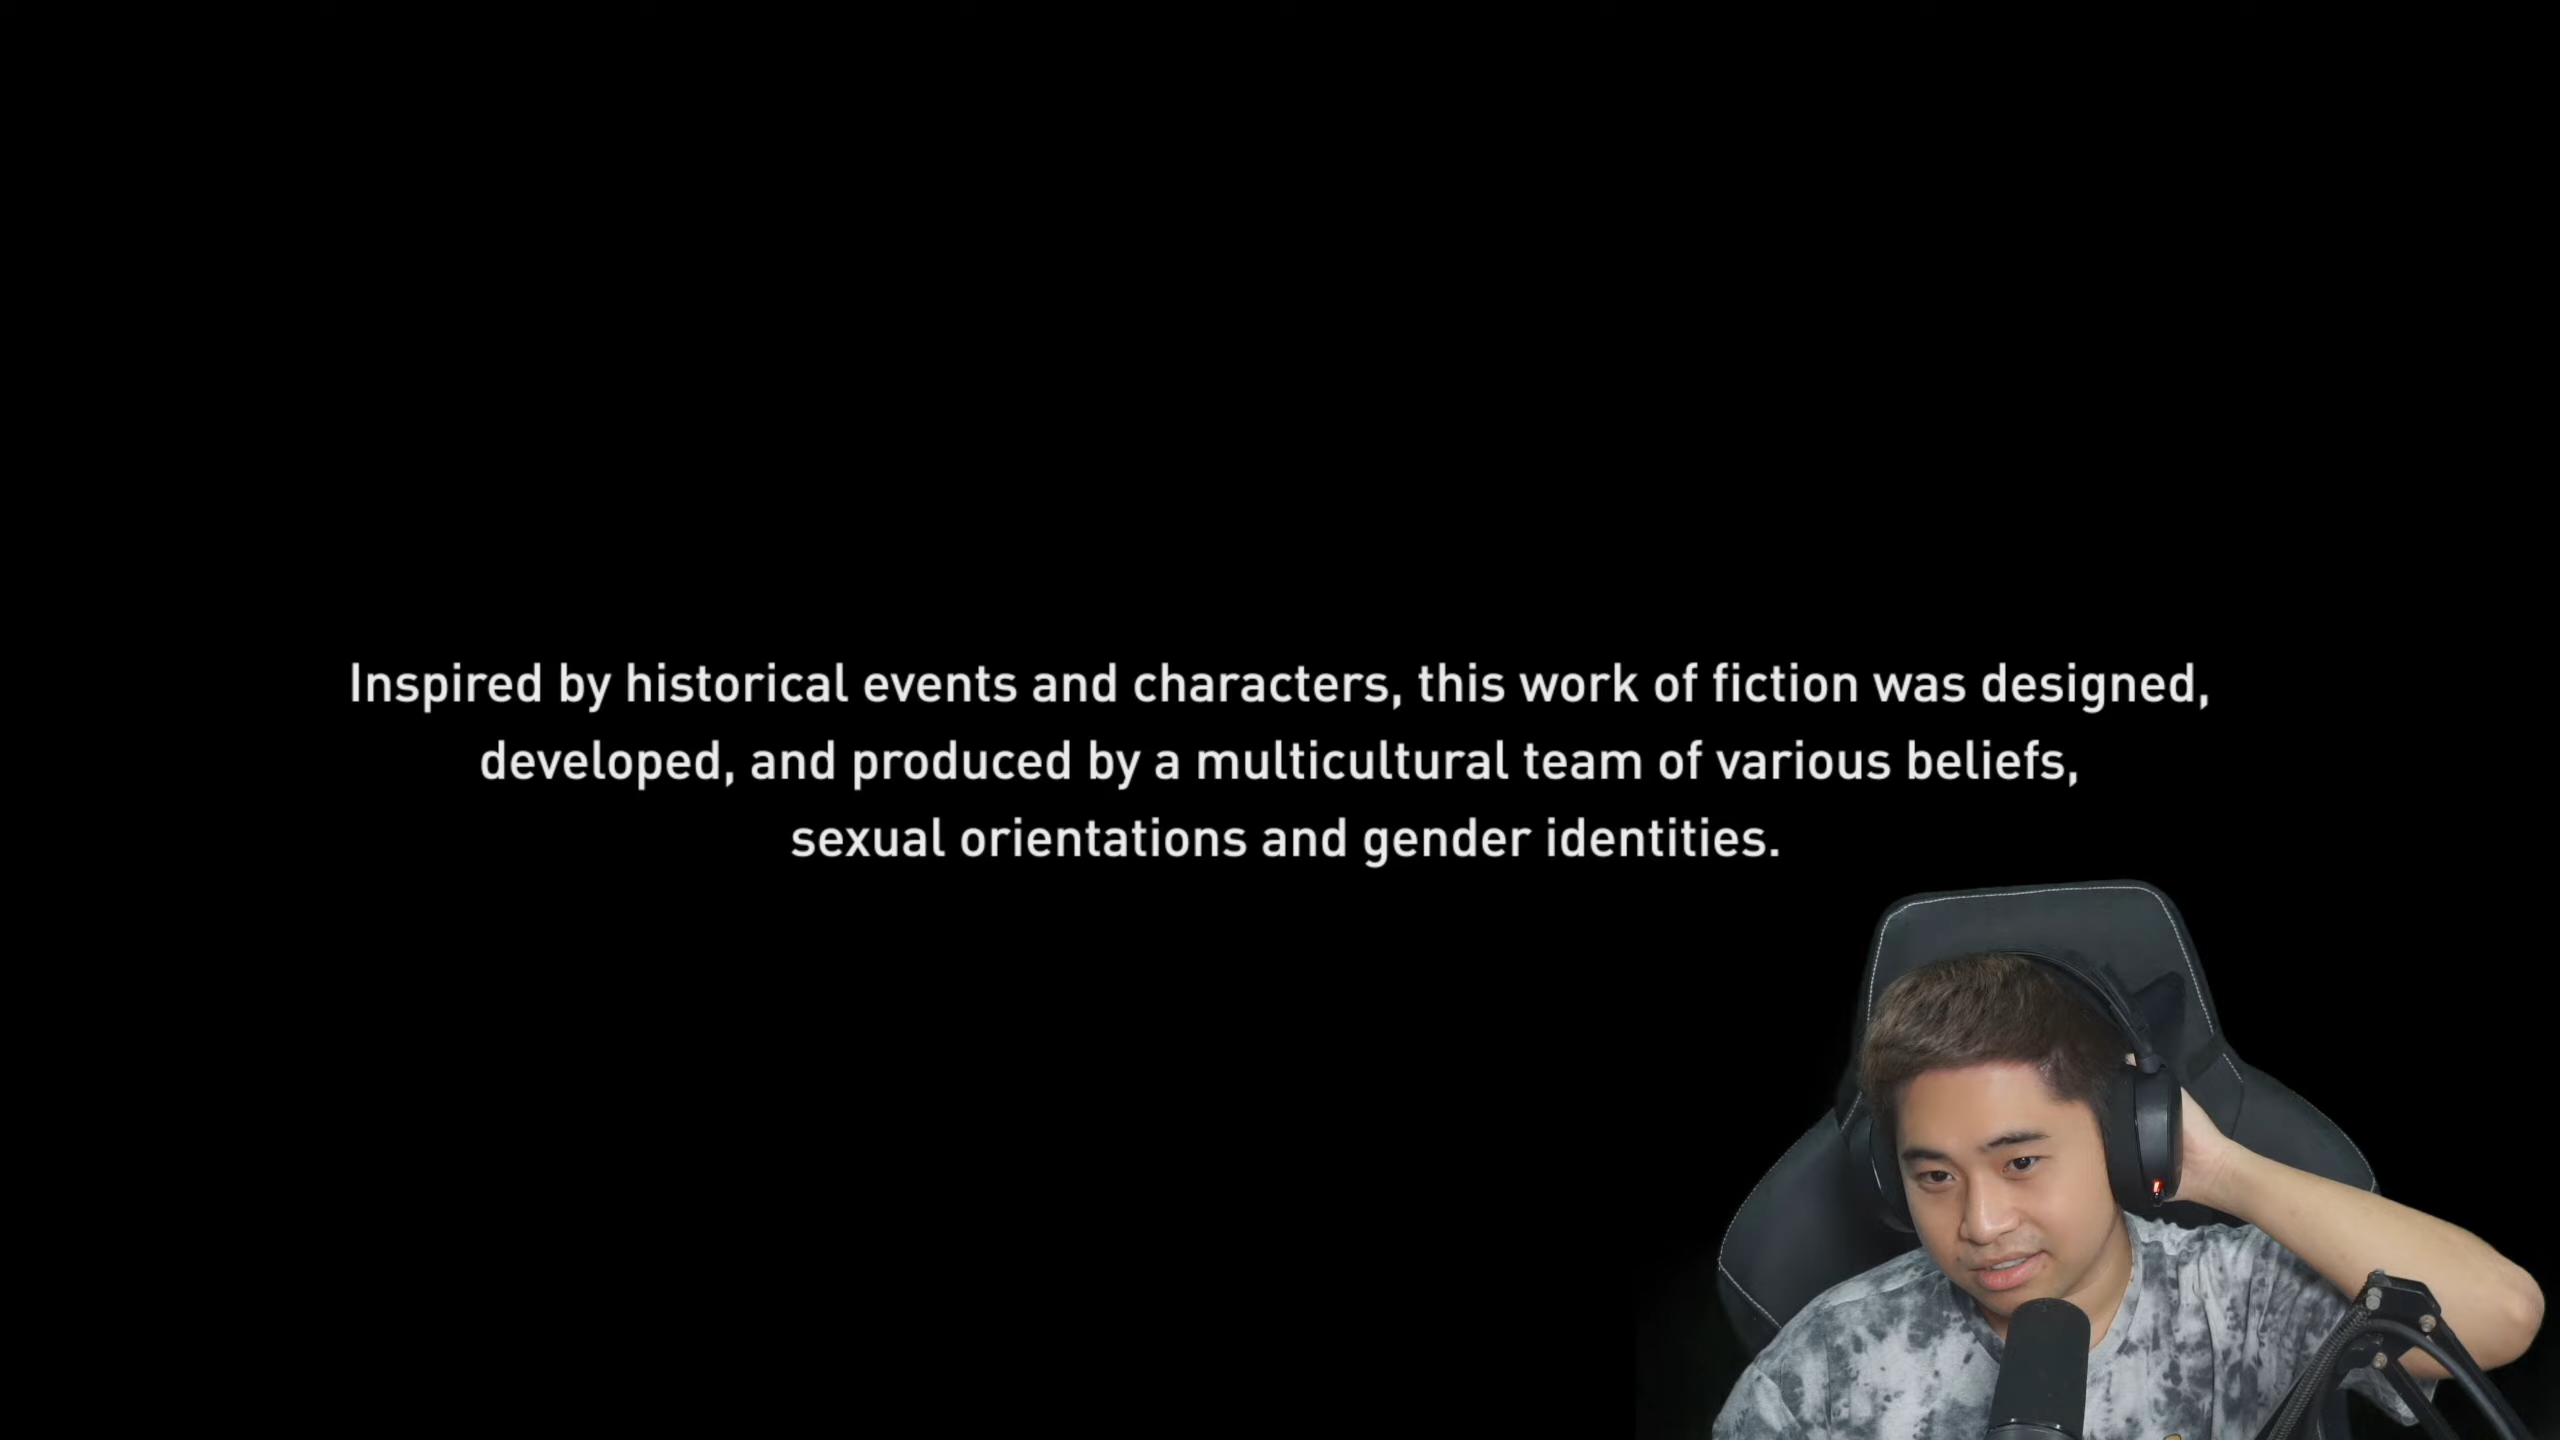 Inspired by historical events and characters, this work of fiction was designed,
developed, and produced by a multicultural team of various beliefs,
sexual orientations and gender identities.